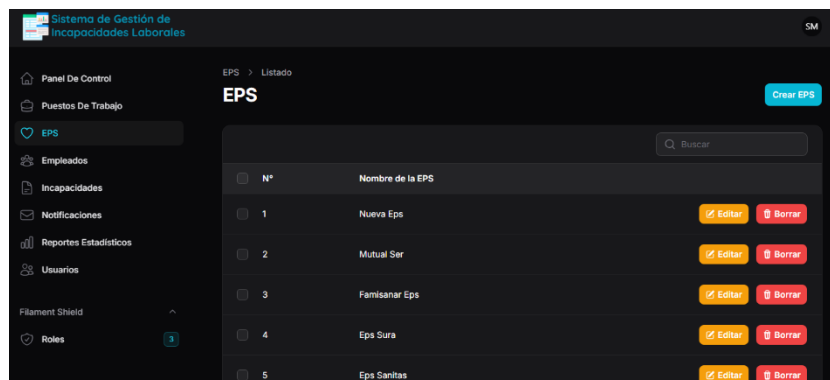 Sistema de Gestión de
Incapacidades Laborales
SM
Panel De Control
Puestos De Trabajo
EPS
Empleados
Incapacidades
Notificaciones
Reportes Estadísticos
Usuarios
Filament Shield
Roles 3
EPS > Listado
EPS
Crear EPS
Buscar
N° Nombre de la EPS
1 Nueva Eps Editar Borrar
2 Mutual Ser Editar Borrar
3 Famisanar Eps Editar Borrar
4 Eps Sura Editar Borrar
5 Eps Sanitas Editar Borrar